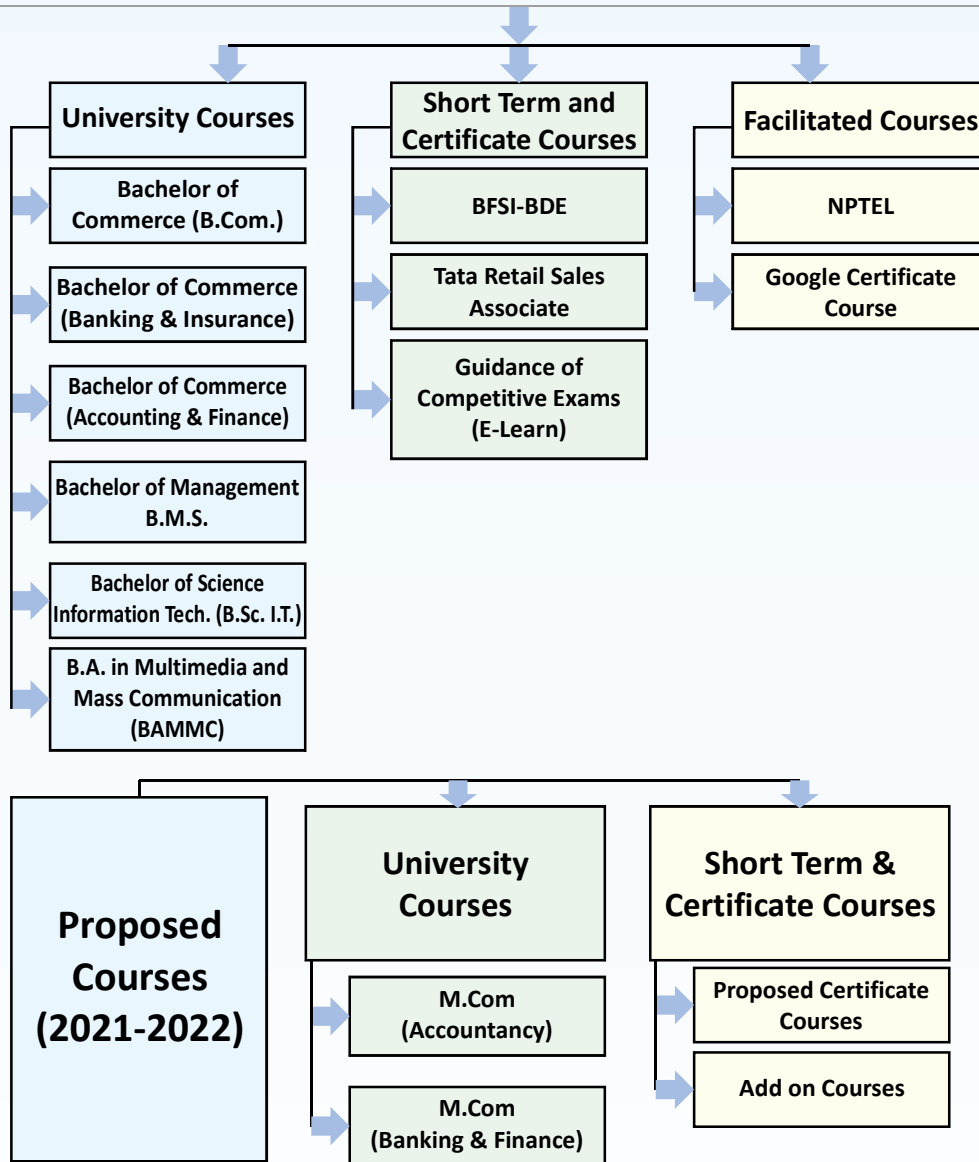 University Courses
Bachelor of
Commerce (B.Com.)
Bachelor of Commerce
(Banking & Insurance)
Bachelor of Commerce
(Accounting & Finance)
Bachelor of Management
B.M.S.
Bachelor of Science
Information Tech. (B.Sc. I.T.)
B.A. in Multimedia and
Mass Communication
(BAMMC)
Short Term and
Certificate Courses
BFSI-BDE
Tata Retail Sales
Associate
Guidance of
Competitive Exams
(E-Learn)
Facilitated Courses
NPTEL
Google Certificate
Course
Proposed
Courses
(2021-2022)
University
Courses
M.Com
(Accountancy)
M.Com
(Banking & Finance)
Short Term &
Certificate Courses
Proposed Certificate
Courses
Add on Courses